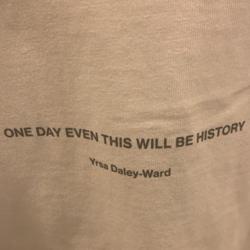 ONE DAY EVEN THIS WILL BE HISTORY
Yrsa Daley-Ward